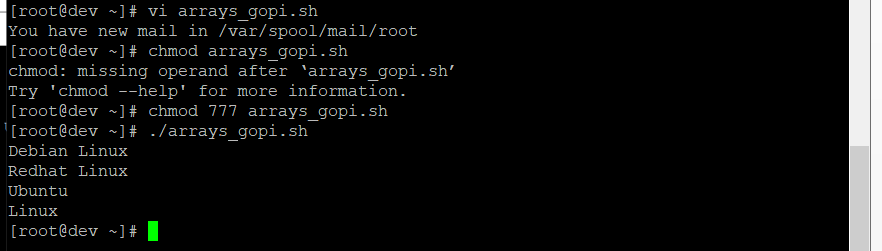 [root@dev ~]# vi arrays_gopi.sh
You have new mail in /var/spool/mail/root
[root@dev ~]# chmod arrays_gopi.sh
chmod: missing operand after ‘arrays_gopi.sh’
Try 'chmod --help' for more information.
[root@dev ~]# chmod 777 arrays_gopi.sh
[root@dev ~]# ./arrays_gopi.sh
Debian Linux
Redhat Linux
Ubuntu
Linux
[root@dev ~]#